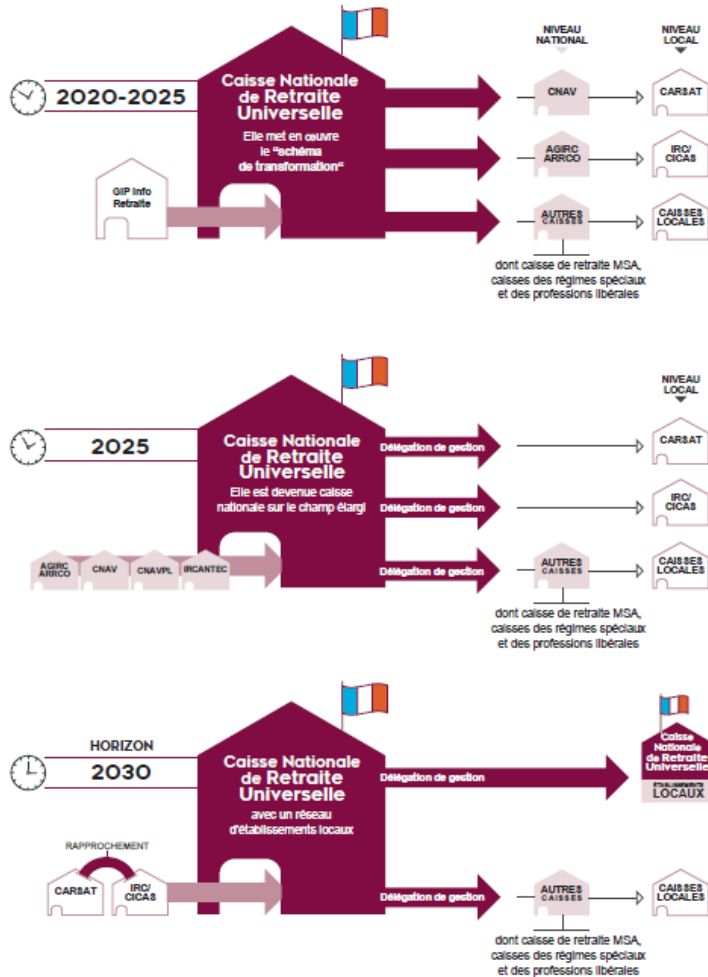 NIVEAU
NATIONAL
NIVEAU
LOCAL
2020-2025
Caisse Nationale
de Retraite
Universelle
Elle met en œuvre
le "schéma
de transformation"
GIP Info
Retraite
CNAV
CARSAT
AGIRC
ARRCO
IRC/
CICAS
AUTRES
CAISSES
CAISSES
LOCALES
dont caisse de retraite MSA,
caisses des régimes spéciaux
et des professions libérales
NIVEAU
LOCAL
2025
Caisse Nationale
de Retraite
Universelle
Elle est devenue caisse
nationale sur le champ élargi
Délégation de gestion
CARSAT
Délégation de gestion
IRC/
CICAS
AGIRC
ARRCO
CNAV
CNAVPL
IRCANTEC
Délégation de gestion
AUTRES
CAISSES
CAISSES
LOCALES
dont caisse de retraite MSA,
caisses des régimes spéciaux
et des professions libérales
HORIZON
2030
Caisse Nationale
de Retraite
Universelle
avec un réseau
d'établissements locaux
Délégation de gestion
Caisse
Nationale
de Retraite
Universelle
ÉTABLISSEMENTS
LOCAUX
RAPPROCHEMENT
CARSAT
IRC/
CICAS
Délégation de gestion
AUTRES
CAISSES
CAISSES
LOCALES
dont caisse de retraite MSA,
caisses des régimes spéciaux
et des professions libérales